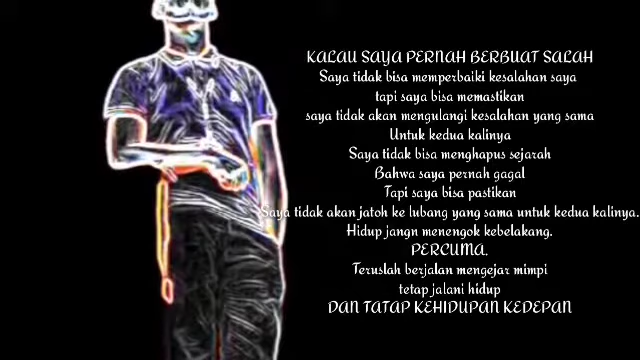 KALAU SAYA PERNAH BERBUAT SALAH
Saya tidak bisa memperbaiki kesalahan saya
tapi saya bisa memastikan
saya tidak akan mengulangi kesalahan yang sama
Untuk kedua kalinya
Saya tidak bisa menghapus sejarah
Bahwa saya pernah gagal
Tapi saya bisa pastikan
Saya tidak akan jatoh ke lubang yang sama untuk kedua kalinya.
Hidup jangn menengok kebelakang.
PERCUMA.
Teruslah berjalan mengejar mimpi
tetap jalani hidup
DAN TATAP KEHIDUPAN KEDEPAN